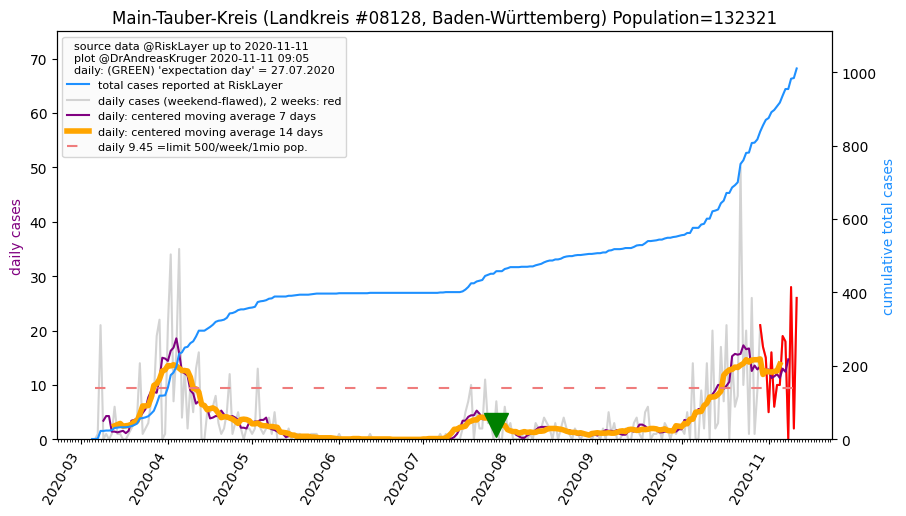 Main-Tauber-Kreis (Landkreis #08128, Baden-Württemberg) Population=132321
source data @RiskLayer up to 2020-11-11
plot @DrAndreasKruger 2020-11-11 09:05
daily: (GREEN) 'expectation day' = 27.07.2020
total cases reported at RiskLayer
daily cases (weekend-flawed), 2 weeks: red
daily: centered moving average 7 days
daily: centered moving average 14 days
daily 9.45 =limit 500/week/1mio pop.
daily cases
70
60
50
40
30
20
10
0
1000
800
600
400
200
0
cumulative total cases
2020-03
2020-04
2020-05
2020-06
2020-07
2020-08
2020-09
2020-10
2020-11